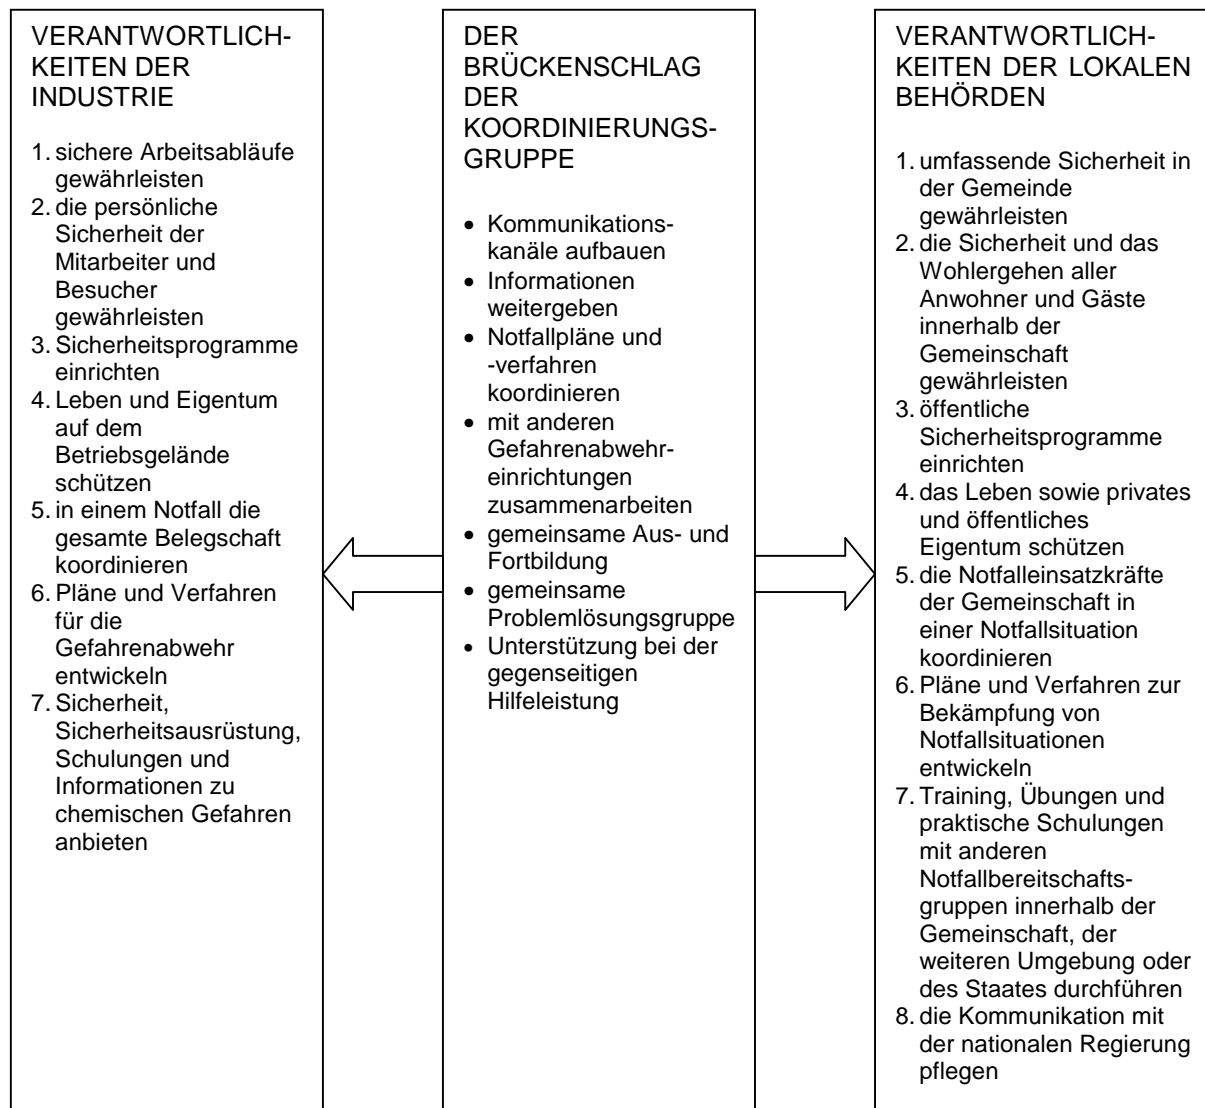 VERANTWORTLICH-
KEITEN DER
INDUSTRIE
1. sichere Arbeitsabläufe
gewährleisten
2. die persönliche
Sicherheit der
Mitarbeiter und
Besucher
gewährleisten
3. Sicherheitsprogramme
einrichten
4. Leben und Eigentum
auf dem
Betriebsgelände
schützen
5. in einem Notfall die
gesamte Belegschaft
koordinieren
6. Pläne und Verfahren
für die
Gefahrenabwehr
entwickeln
7. Sicherheit,
Sicherheitsausrüstung,
Schulungen und
Informationen zu
chemischen Gefahren
anbieten
DER
BRÜCKENSCHLAG
DER
KOORDINIERUNGS-
GRUPPE
• Kommunikations-
kanäle aufbauen
• Informationen
weitergeben
• Notfallpläne und
-verfahren
koordinieren
• mit anderen
Gefahrenabwehr-
einrichtungen
zusammenarbeiten
• gemeinsame Aus- und
Fortbildung
• gemeinsame
Problemlösungsgruppe
• Unterstützung bei der
gegenseitigen
Hilfeleistung
VERANTWORTLICH-
KEITEN DER LOKALEN
BEHÖRDEN
1. umfassende Sicherheit in
der Gemeinde
gewährleisten
2. die Sicherheit und das
Wohlergehen aller
Anwohner und Gäste
innerhalb der
Gemeinschaft
gewährleisten
3. öffentliche
Sicherheitsprogramme
einrichten
4. das Leben sowie privates
und öffentliches
Eigentum schützen
5. die Notfalleinsatzkräfte
der Gemeinschaft in
einer Notfallsituation
koordinieren
6. Pläne und Verfahren zur
Bekämpfung von
Notfallsituationen
entwickeln
7. Training, Übungen und
praktische Schulungen
mit anderen
Notfallbereitschafts-
gruppen innerhalb der
Gemeinschaft, der
weiteren Umgebung oder
des Staates durchführen
8. die Kommunikation mit
der nationalen Regierung
pflegen